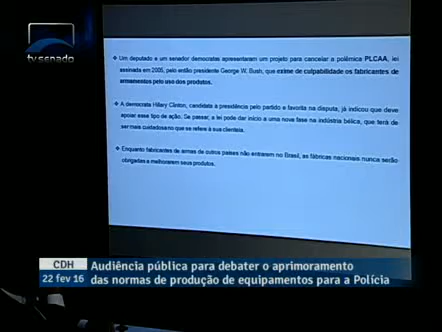 tv senado
Um deputado e um senador democratas apresentaram um projeto para cancelar a polêmica PLCAA, lei
assinada em 2005, pelo então presidente George W. Bush, que exime de culpabilidade os fabricantes de
armamentos pelo uso dos produtos.
A democrata Hillary Clinton, candidata à presidência pelo partido e favorita na disputa, já indicou que deve
apoiar esse tipo de ação. Se passar, a lei pode dar início a uma nova fase na indústria bélica, que terá de
ser mais cuidadosa no que se refere à sua clientela.
Enquanto fabricantes de armas de outros países não entrarem no Brasil, as fábricas nacionais nunca serão
obrigadas a melhorarem seus produtos.
CDH
22 fev 16
Audiência pública para debater o aprimoramento
das normas de produção de equipamentos para a Polícia